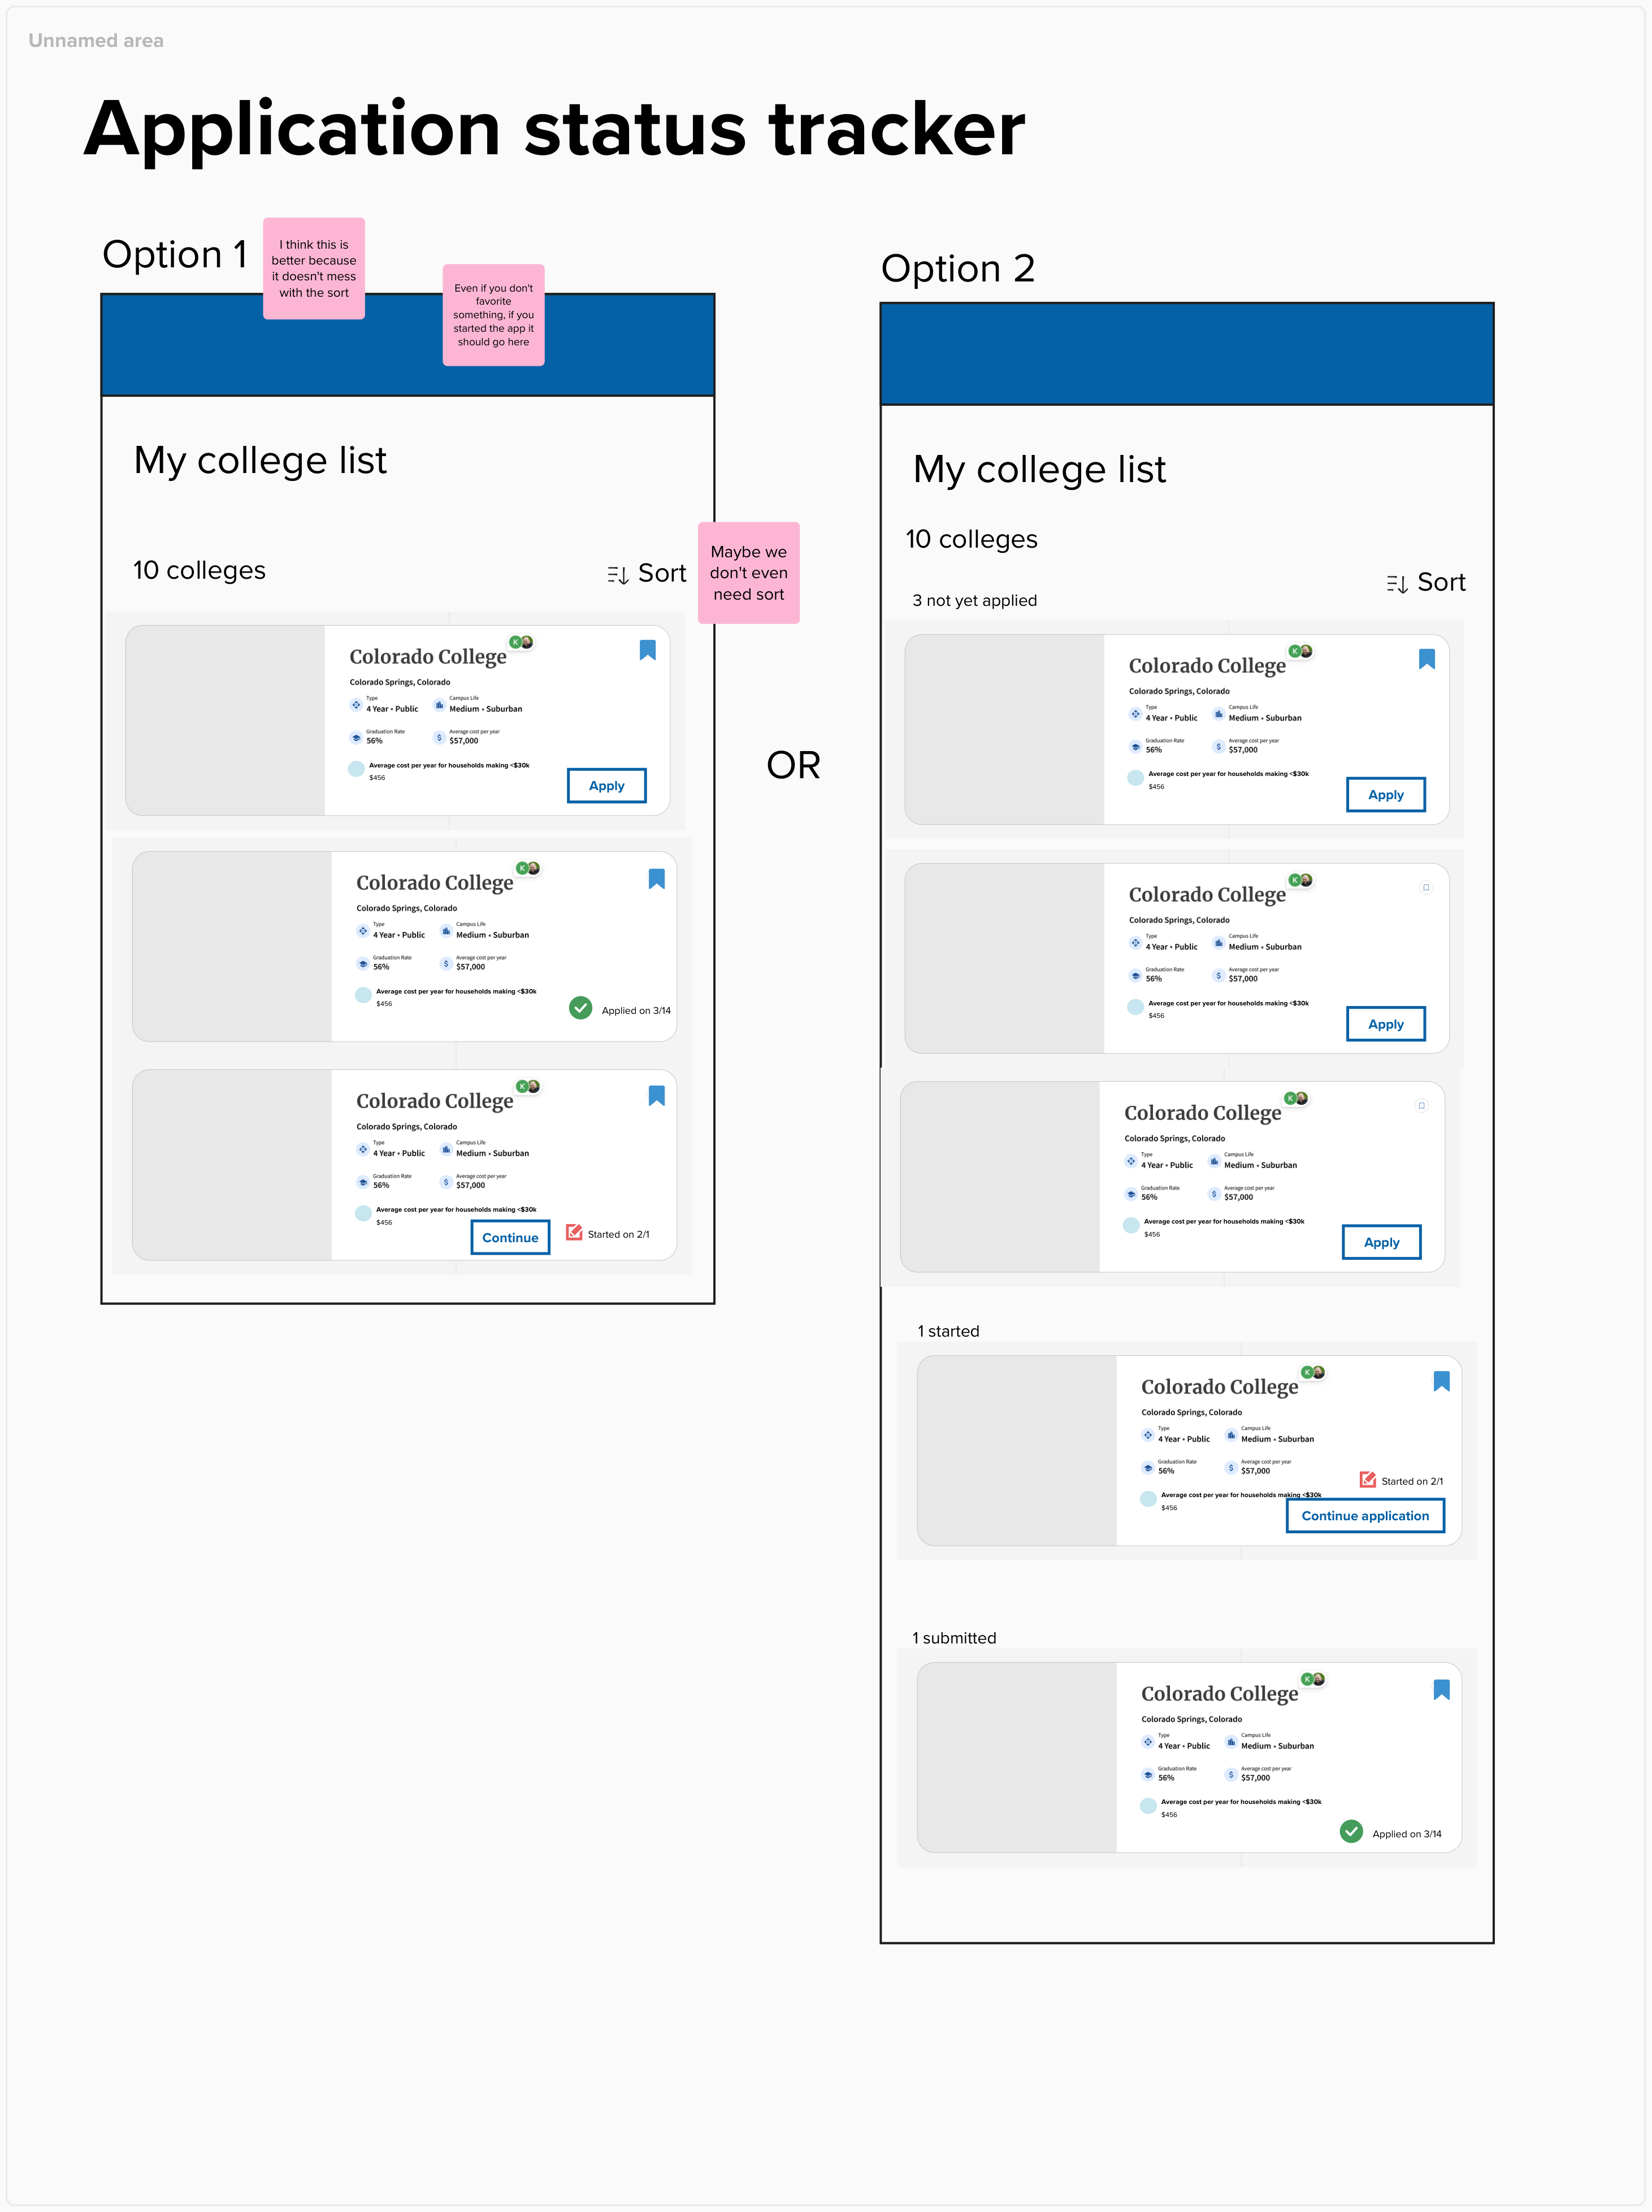 Unnamed area
Application status tracker
Option 1
I think this is
better because
it doesn't mess
with the sort
Even if you don't
favorite
something, if you
started the app it
should go here
My college list
10 colleges
Sort
Maybe we
don't even
need sort
Colorado College
K
Colorado Springs, Colorado
Type
4 Year • Public
Campus Life
Medium • Suburban
Graduation Rate
56%
Average cost per year
$57,000
Average cost per year for households making <$30k
$456
Apply
Colorado College
K
Colorado Springs, Colorado
Type
4 Year • Public
Campus Life
Medium • Suburban
Graduation Rate
56%
Average cost per year
$57,000
Average cost per year for households making <$30k
$456
Applied on 3/14
Colorado College
K
Colorado Springs, Colorado
Type
4 Year • Public
Campus Life
Medium • Suburban
Graduation Rate
56%
Average cost per year
$57,000
Average cost per year for households making <$30k
$456
Continue
Started on 2/1
OR
Option 2
My college list
10 colleges
Sort
3 not yet applied
Colorado College
K
Colorado Springs, Colorado
Type
4 Year • Public
Campus Life
Medium • Suburban
Graduation Rate
56%
Average cost per year
$57,000
Average cost per year for households making <$30k
$456
Apply
Colorado College
K
Colorado Springs, Colorado
Type
4 Year • Public
Campus Life
Medium • Suburban
Graduation Rate
56%
Average cost per year
$57,000
Average cost per year for households making <$30k
$456
Apply
Colorado College
K
Colorado Springs, Colorado
Type
4 Year • Public
Campus Life
Medium • Suburban
Graduation Rate
56%
Average cost per year
$57,000
Average cost per year for households making <$30k
$456
Apply
1 started
Colorado College
K
Colorado Springs, Colorado
Type
4 Year • Public
Campus Life
Medium • Suburban
Graduation Rate
56%
Average cost per year
$57,000
Started on 2/1
Average cost per year for households making <$30k
$456
Continue application
1 submitted
Colorado College
K
Colorado Springs, Colorado
Type
4 Year • Public
Campus Life
Medium • Suburban
Graduation Rate
56%
Average cost per year
$57,000
Average cost per year for households making <$30k
$456
Applied on 3/14